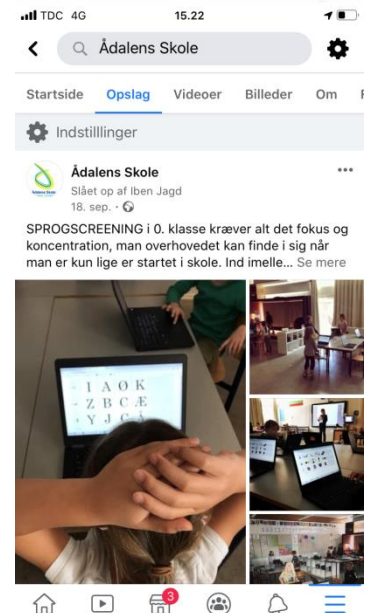 TDC 4G 15.22
Ådalens Skole
Startside Opslag Videoer Billeder Om
Indstilllinger
Ådalens Skole
Slået op af Iben Jagd
18. sep.
SPROGSCREENING i 0. klasse kræver alt det fokus og
koncentration, man overhovedet kan finde i sig når
man er kun lige er startet i skole. Ind imelle... Se mere
I A Ø K
Z B C Æ
Y J C Å
3